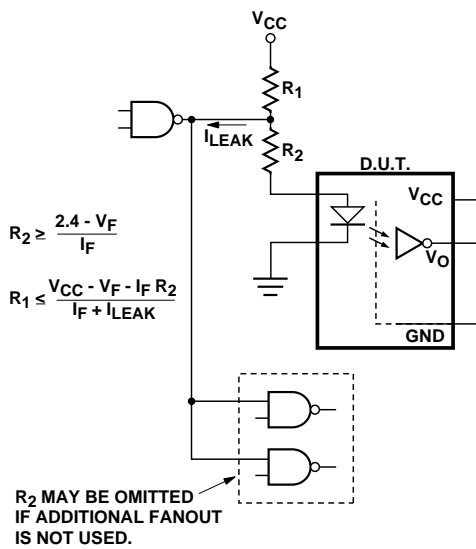 VCC
R1
ILEAK
R2
D.U.T.
VCC
VO
GND
R2 ≥ 2.4 - VF / IF
R1 ≤ VCC - VF - IF R2 / IF + ILEAK
R2 MAY BE OMITTED
IF ADDITIONAL FANOUT
IS NOT USED.